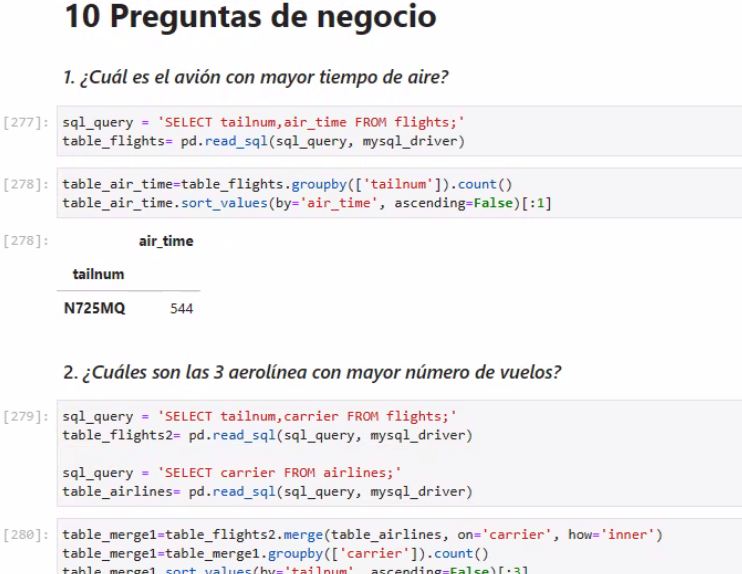 10 Preguntas de negocio
1. ¿Cuál es el avión con mayor tiempo de aire?
[277]: sql_query = 'SELECT tailnum,air_time FROM flights;'
table_flights= pd.read_sql(sql_query, mysql_driver)
[278]: table_air_time=table_flights.groupby(['tailnum']).count()
table_air_time.sort_values(by='air_time', ascending=False)[:1]
[278]: air_time
tailnum
N725MQ 544
2. ¿Cuáles son las 3 aerolínea con mayor número de vuelos?
[279]: sql_query = 'SELECT tailnum,carrier FROM flights;'
table_flights2= pd.read_sql(sql_query, mysql_driver)
sql_query = 'SELECT carrier FROM airlines;'
table_airlines= pd.read_sql(sql_query, mysql_driver)
[280]: table_merge1=table_flights2.merge(table_airlines, on='carrier', how='inner')
table_merge1=table_merge1.groupby(['carrier']).count()
table_merge1.sort_values(by='tailnum', ascending=False)[:3]